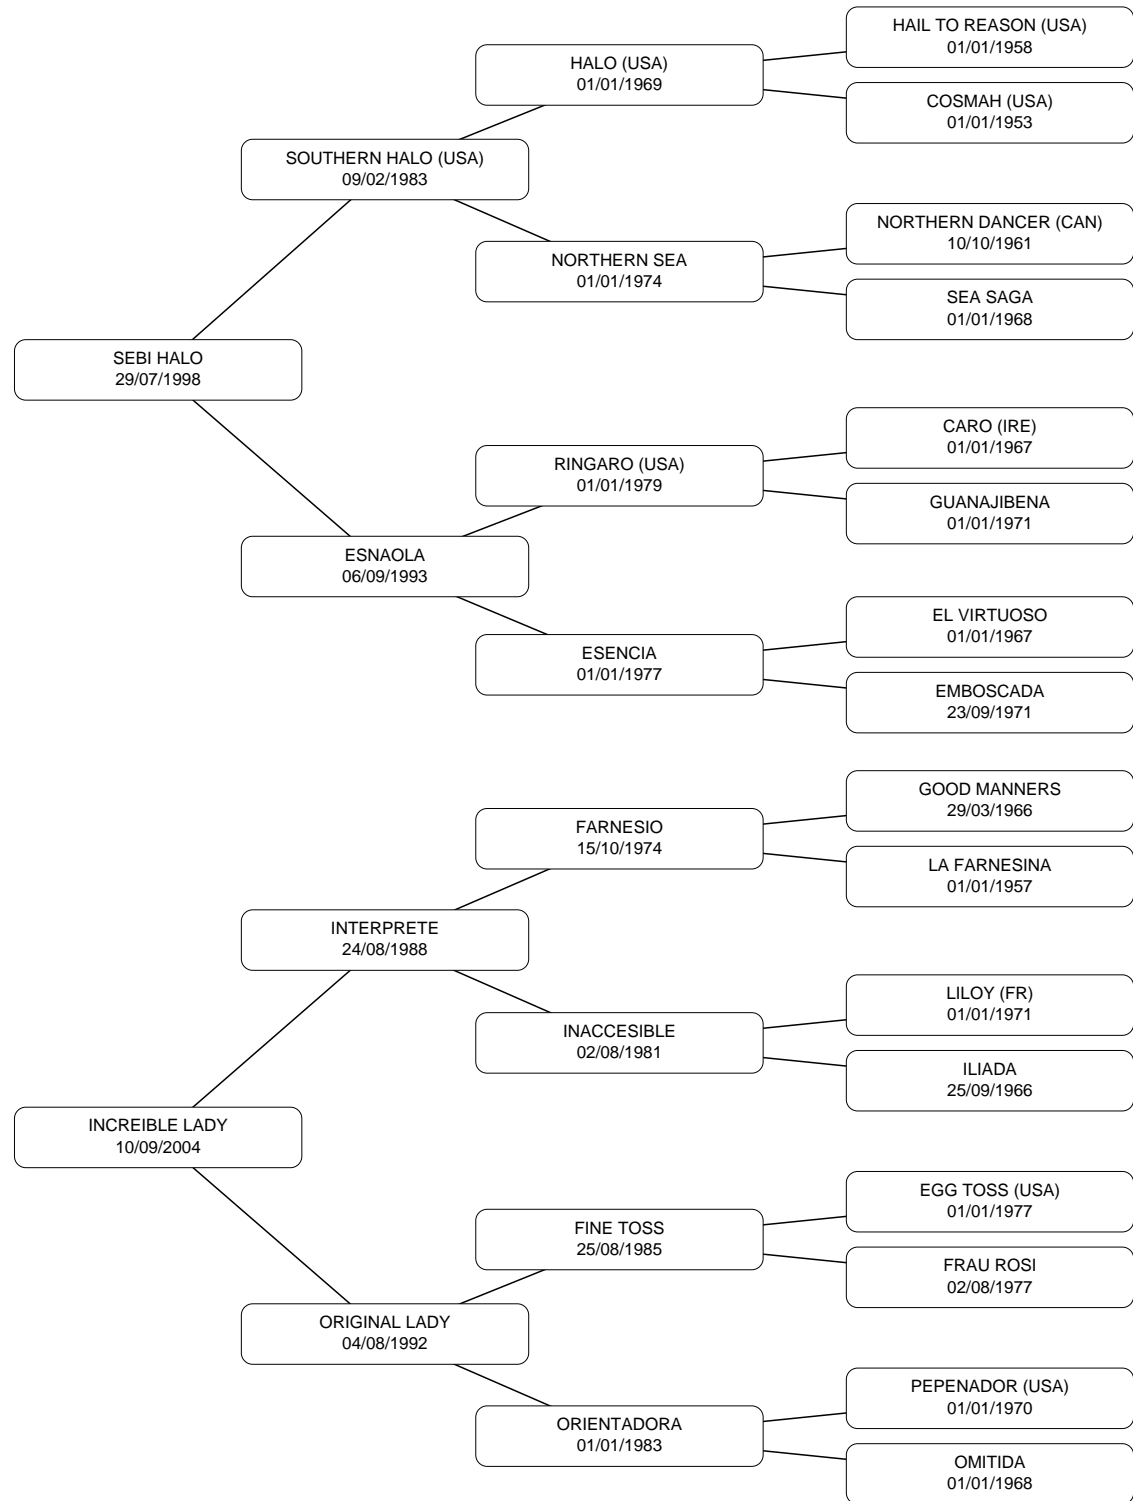 HAIL TO REASON (USA)
01/01/1958
HALO (USA)
01/01/1969
COSMAH (USA)
01/01/1953
SOUTHERN HALO (USA)
09/02/1983
NORTHERN DANCER (CAN)
10/10/1961
NORTHERN SEA
01/01/1974
SEA SAGA
01/01/1968
SEBI HALO
29/07/1998
CARO (IRE)
01/01/1967
RINGARO (USA)
01/01/1979
GUANAJIBENA
01/01/1971
ESNAOLA
06/09/1993
EL VIRTUOSO
01/01/1967
ESENCIA
01/01/1977
EMBOSCADA
23/09/1971
GOOD MANNERS
29/03/1966
FARNESIO
15/10/1974
LA FARNESINA
01/01/1957
INTERPRETE
24/08/1988
LILOY (FR)
01/01/1971
INACCESIBLE
02/08/1981
ILIADA
25/09/1966
INCREIBLE LADY
10/09/2004
EGG TOSS (USA)
01/01/1977
FINE TOSS
25/08/1985
FRAU ROSI
02/08/1977
ORIGINAL LADY
04/08/1992
PEPENADOR (USA)
01/01/1970
ORIENTADORA
01/01/1983
OMITIDA
01/01/1968